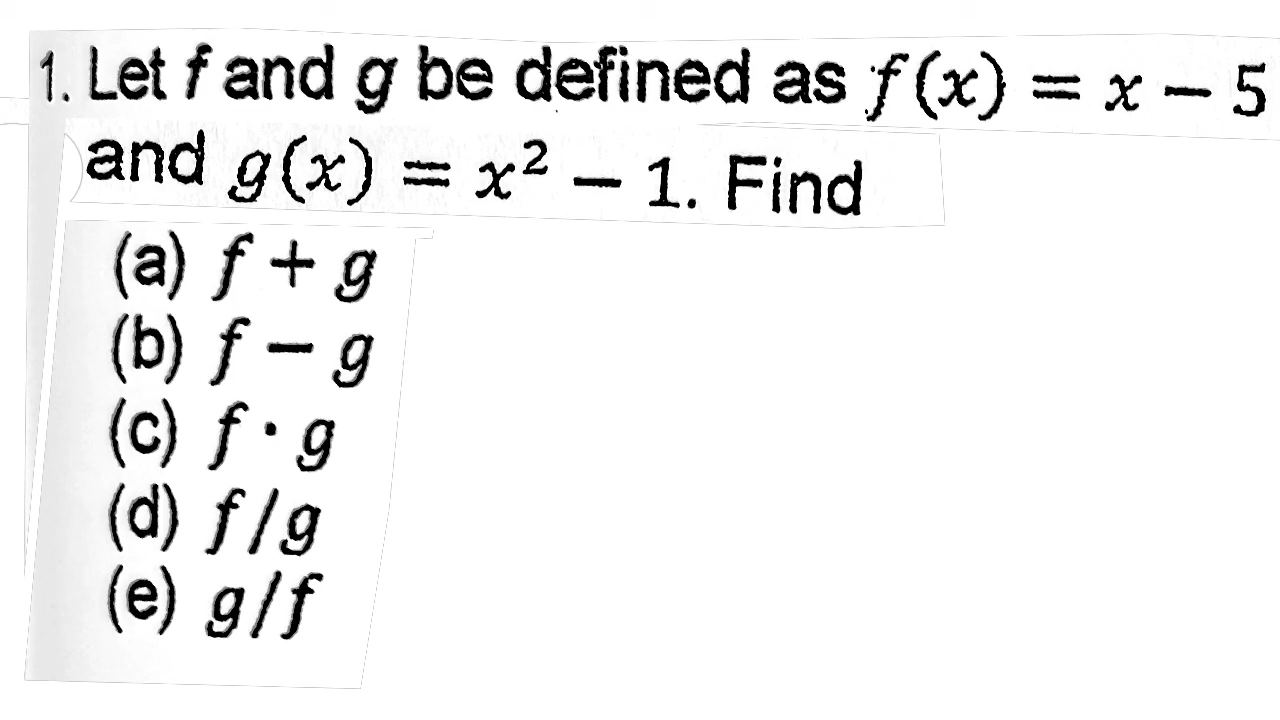 1. Let f and g be defined as f(x) = x − 5
and g(x) = x² − 1. Find
(a) f + g
(b) f − g
(c) f · g
(d) f/g
(e) g/f